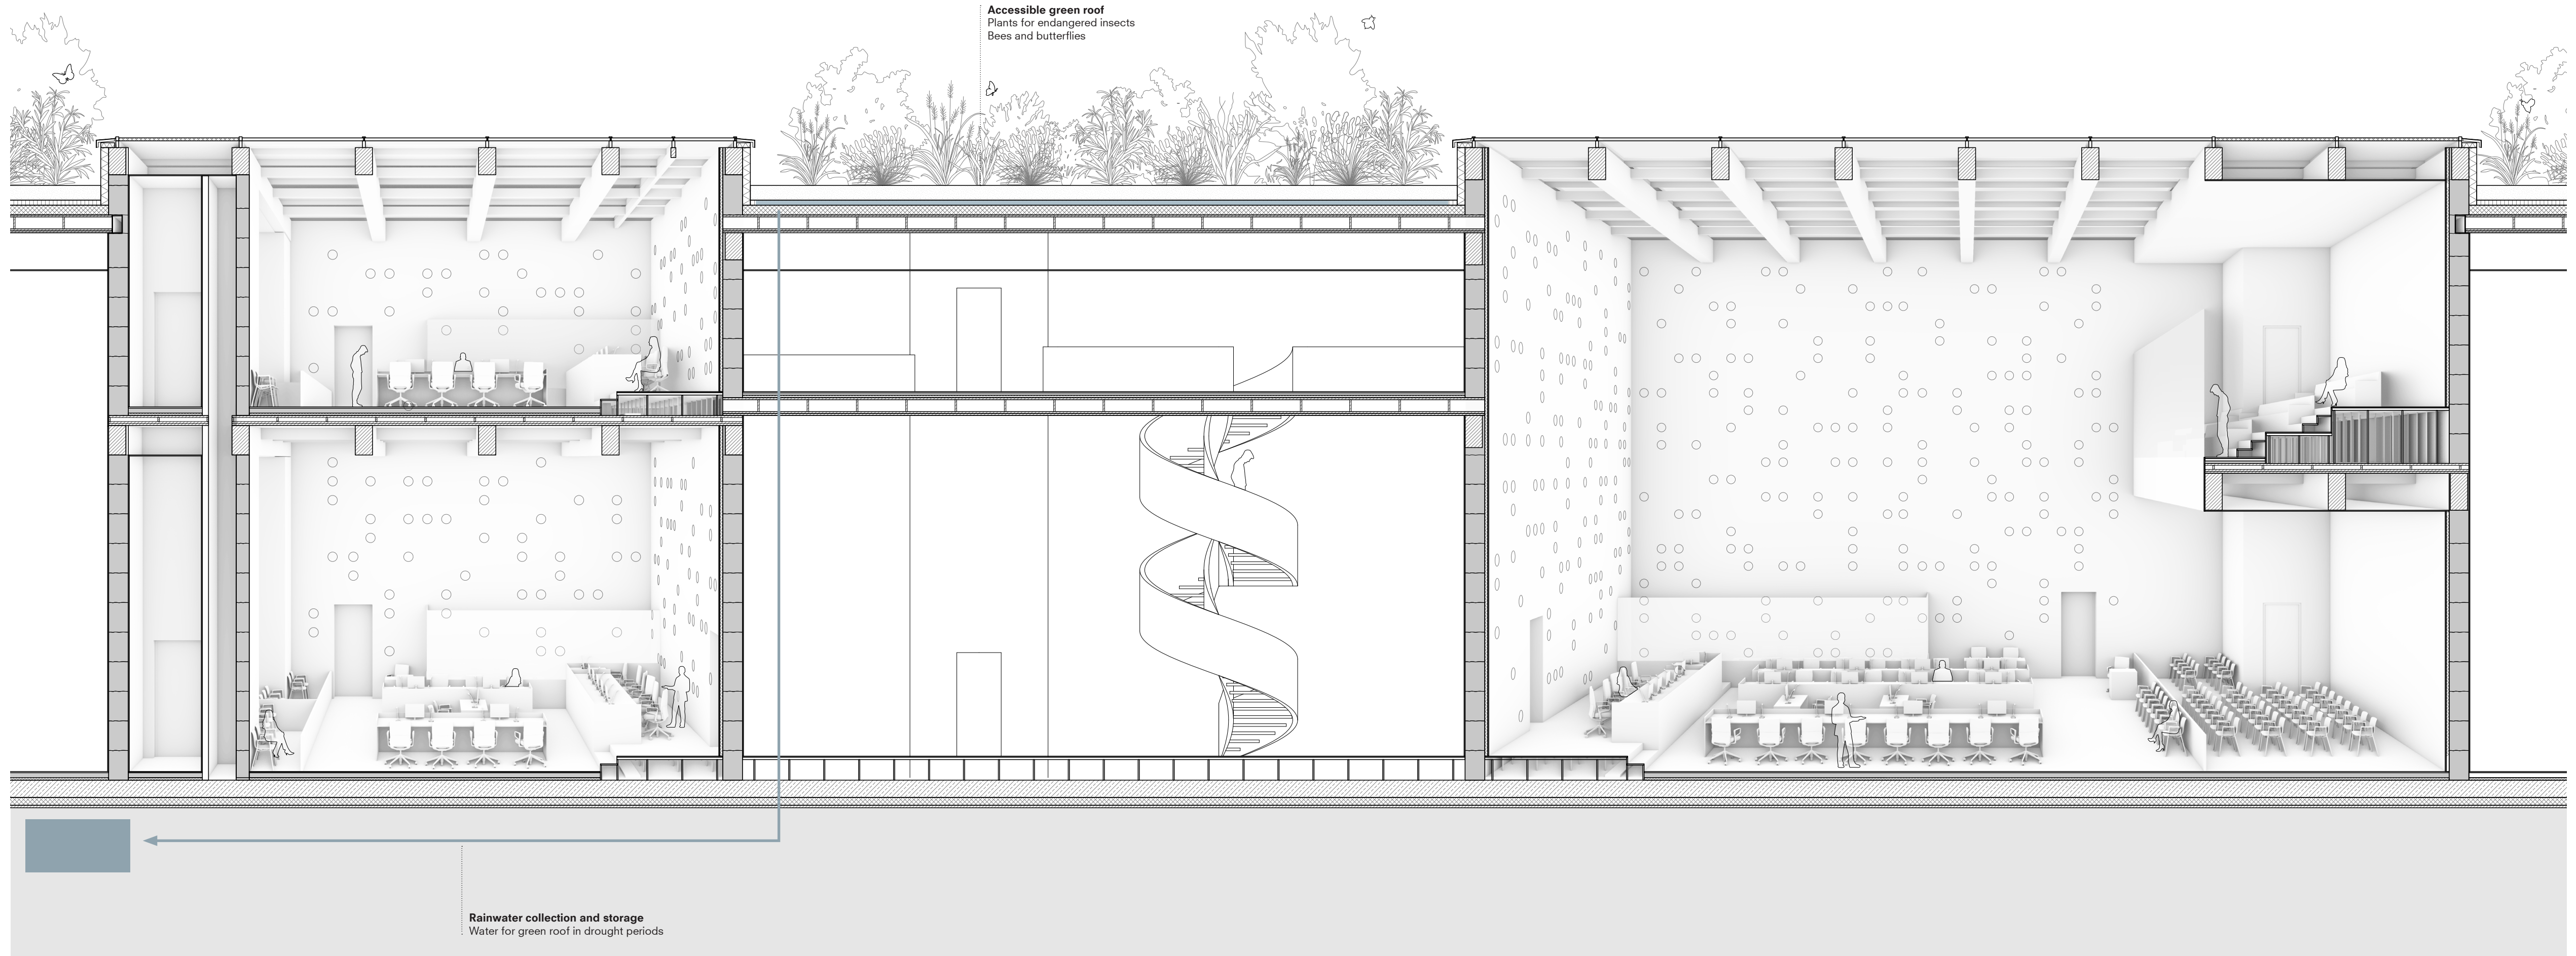 Accessible green roof
Plants for endangered insects
Bees and butterflies
Rainwater collection and storage
Water for green roof in drought periods